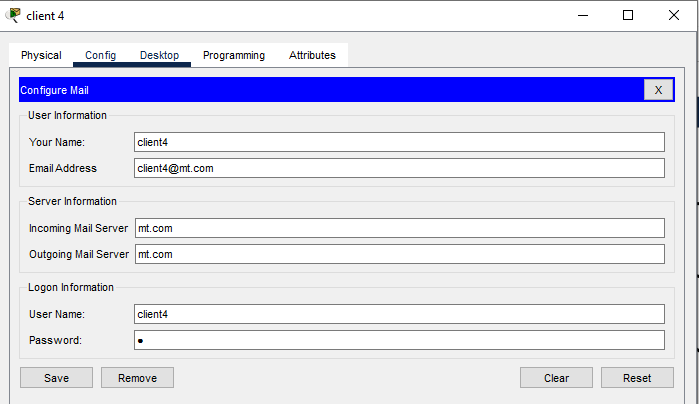 client 4
Physical Config Desktop Programming Attributes
Configure Mail X
User Information
Your Name: client4
Email Address client4@mt.com
Server Information
Incoming Mail Server mt.com
Outgoing Mail Server mt.com
Logon Information
User Name: client4
Password: •
Save Remove Clear Reset